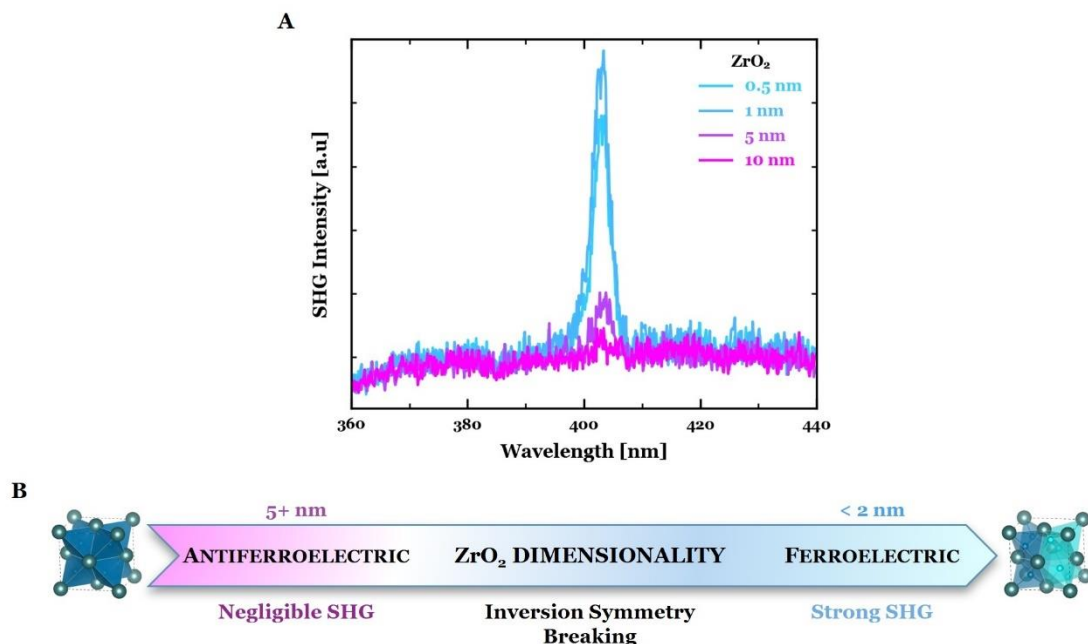 A
SHG Intensity [a.u]
ZrO₂
0.5 nm
1 nm
5 nm
10 nm
360
380
400
420
440
Wavelength [nm]
B
5+ nm
< 2 nm
ANTIFERROELECTRIC
ZrO₂ DIMENSIONALITY
FERROELECTRIC
Negligible SHG
Inversion Symmetry
Breaking
Strong SHG